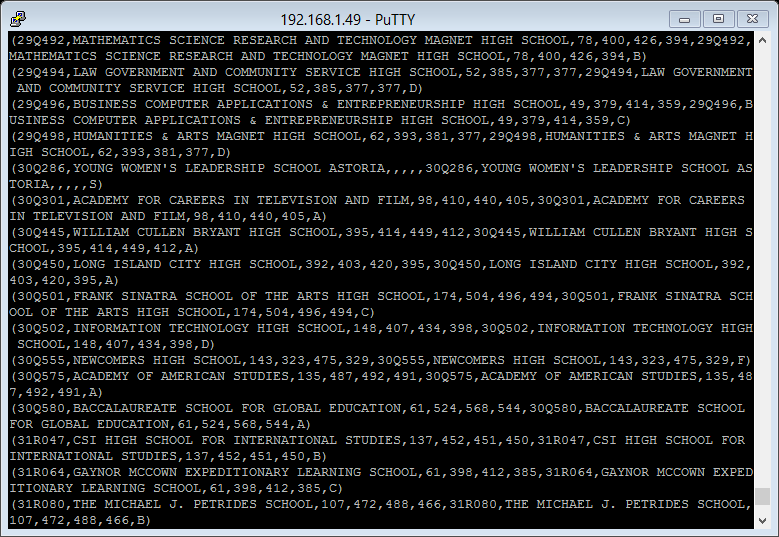 192.168.1.49 - PuTTY
(29Q492,MATHEMATICS SCIENCE RESEARCH AND TECHNOLOGY MAGNET HIGH SCHOOL,78,400,426,394,29Q492,
MATHEMATICS SCIENCE RESEARCH AND TECHNOLOGY MAGNET HIGH SCHOOL,78,400,426,394,B)
(29Q494,LAW GOVERNMENT AND COMMUNITY SERVICE HIGH SCHOOL,52,385,377,377,29Q494,LAW GOVERNMENT
 AND COMMUNITY SERVICE HIGH SCHOOL,52,385,377,377,D)
(29Q496,BUSINESS COMPUTER APPLICATIONS & ENTREPRENEURSHIP HIGH SCHOOL,49,379,414,359,29Q496,B
USINESS COMPUTER APPLICATIONS & ENTREPRENEURSHIP HIGH SCHOOL,49,379,414,359,C)
(29Q498,HUMANITIES & ARTS MAGNET HIGH SCHOOL,62,393,381,377,29Q498,HUMANITIES & ARTS MAGNET H
IGH SCHOOL,62,393,381,377,D)
(30Q286,YOUNG WOMEN'S LEADERSHIP SCHOOL ASTORIA,,,,,30Q286,YOUNG WOMEN'S LEADERSHIP SCHOOL AS
TORIA,,,,,S)
(30Q301,ACADEMY FOR CAREERS IN TELEVISION AND FILM,98,410,440,405,30Q301,ACADEMY FOR CAREERS
IN TELEVISION AND FILM,98,410,440,405,A)
(30Q445,WILLIAM CULLEN BRYANT HIGH SCHOOL,395,414,449,412,30Q445,WILLIAM CULLEN BRYANT HIGH S
CHOOL,395,414,449,412,A)
(30Q450,LONG ISLAND CITY HIGH SCHOOL,392,403,420,395,30Q450,LONG ISLAND CITY HIGH SCHOOL,392,
403,420,395,A)
(30Q501,FRANK SINATRA SCHOOL OF THE ARTS HIGH SCHOOL,174,504,496,494,30Q501,FRANK SINATRA SCH
OOL OF THE ARTS HIGH SCHOOL,174,504,496,494,C)
(30Q502,INFORMATION TECHNOLOGY HIGH SCHOOL,148,407,434,398,30Q502,INFORMATION TECHNOLOGY HIGH
 SCHOOL,148,407,434,398,D)
(30Q555,NEWCOMERS HIGH SCHOOL,143,323,475,329,30Q555,NEWCOMERS HIGH SCHOOL,143,323,475,329,F)
(30Q575,ACADEMY OF AMERICAN STUDIES,135,487,492,491,30Q575,ACADEMY OF AMERICAN STUDIES,135,48
7,492,491,A)
(30Q580,BACCALAUREATE SCHOOL FOR GLOBAL EDUCATION,61,524,568,544,30Q580,BACCALAUREATE SCHOOL
FOR GLOBAL EDUCATION,61,524,568,544,A)
(31R047,CSI HIGH SCHOOL FOR INTERNATIONAL STUDIES,137,452,451,450,31R047,CSI HIGH SCHOOL FOR
INTERNATIONAL STUDIES,137,452,451,450,B)
(31R064,GAYNOR MCCOWN EXPEDITIONARY LEARNING SCHOOL,61,398,412,385,31R064,GAYNOR MCCOWN EXPED
ITIONARY LEARNING SCHOOL,61,398,412,385,C)
(31R080,THE MICHAEL J. PETRIDES SCHOOL,107,472,488,466,31R080,THE MICHAEL J. PETRIDES SCHOOL,
107,472,488,466,B)